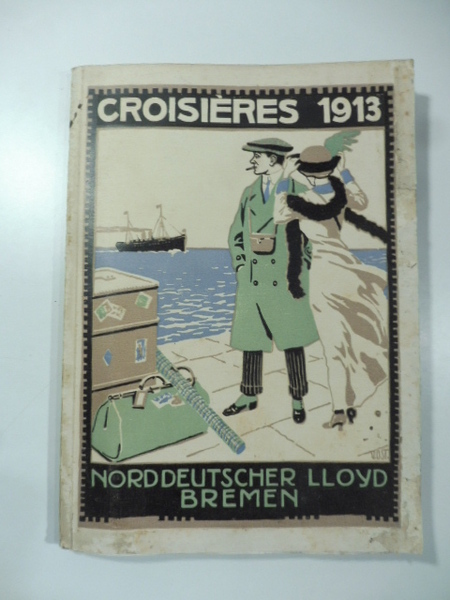 CROISIÈRES 1913
NORDDEUTSCHER LLOYD
BREMEN